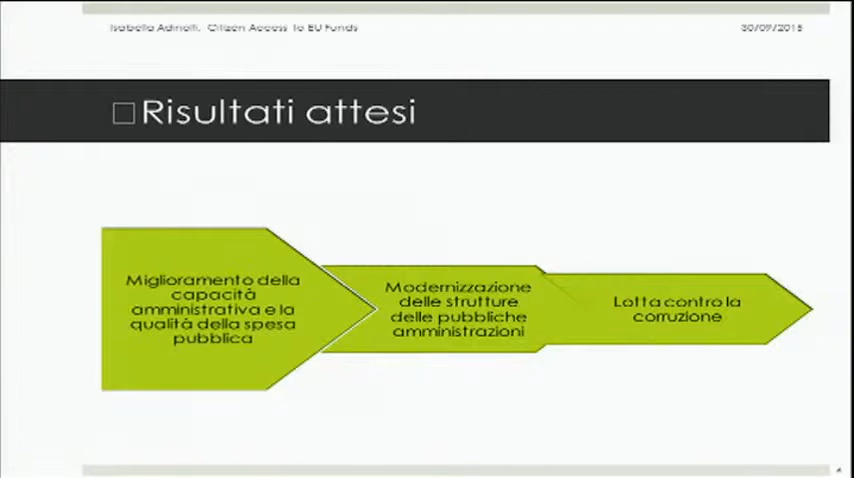 Isabella Adinolfi, Citizen Access to EU Funds
30/09/2015
Risultati attesi
Miglioramento della
capacità
amministrativa e la
qualità della spesa
pubblica
Modernizzazione
delle strutture
delle pubbliche
amministrazioni
Lotta contro la
corruzione